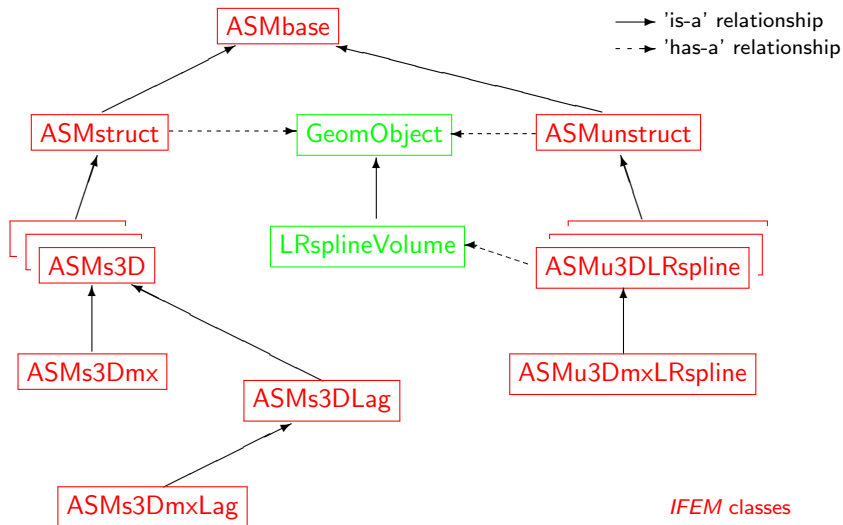 ASMbase
'is-a' relationship
'has-a' relationship
ASMstruct
GeomObject
ASMunstruct
LRsplineVolume
ASMs3D
ASMu3DLRspline
ASMs3Dmx
ASMu3DmxLRspline
ASMs3DLag
ASMs3DmxLag
IFEM classes